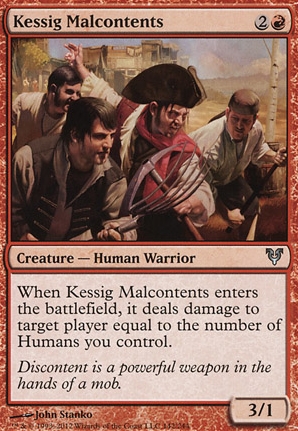 Kessig Malcontents 2
Creature — Human Warrior
When Kessig Malcontents enters
the battlefield, it deals damage to
target player equal to the number of
Humans you control.
Discontent is a powerful weapon in the
hands of a mob.
John Stanko
3/1